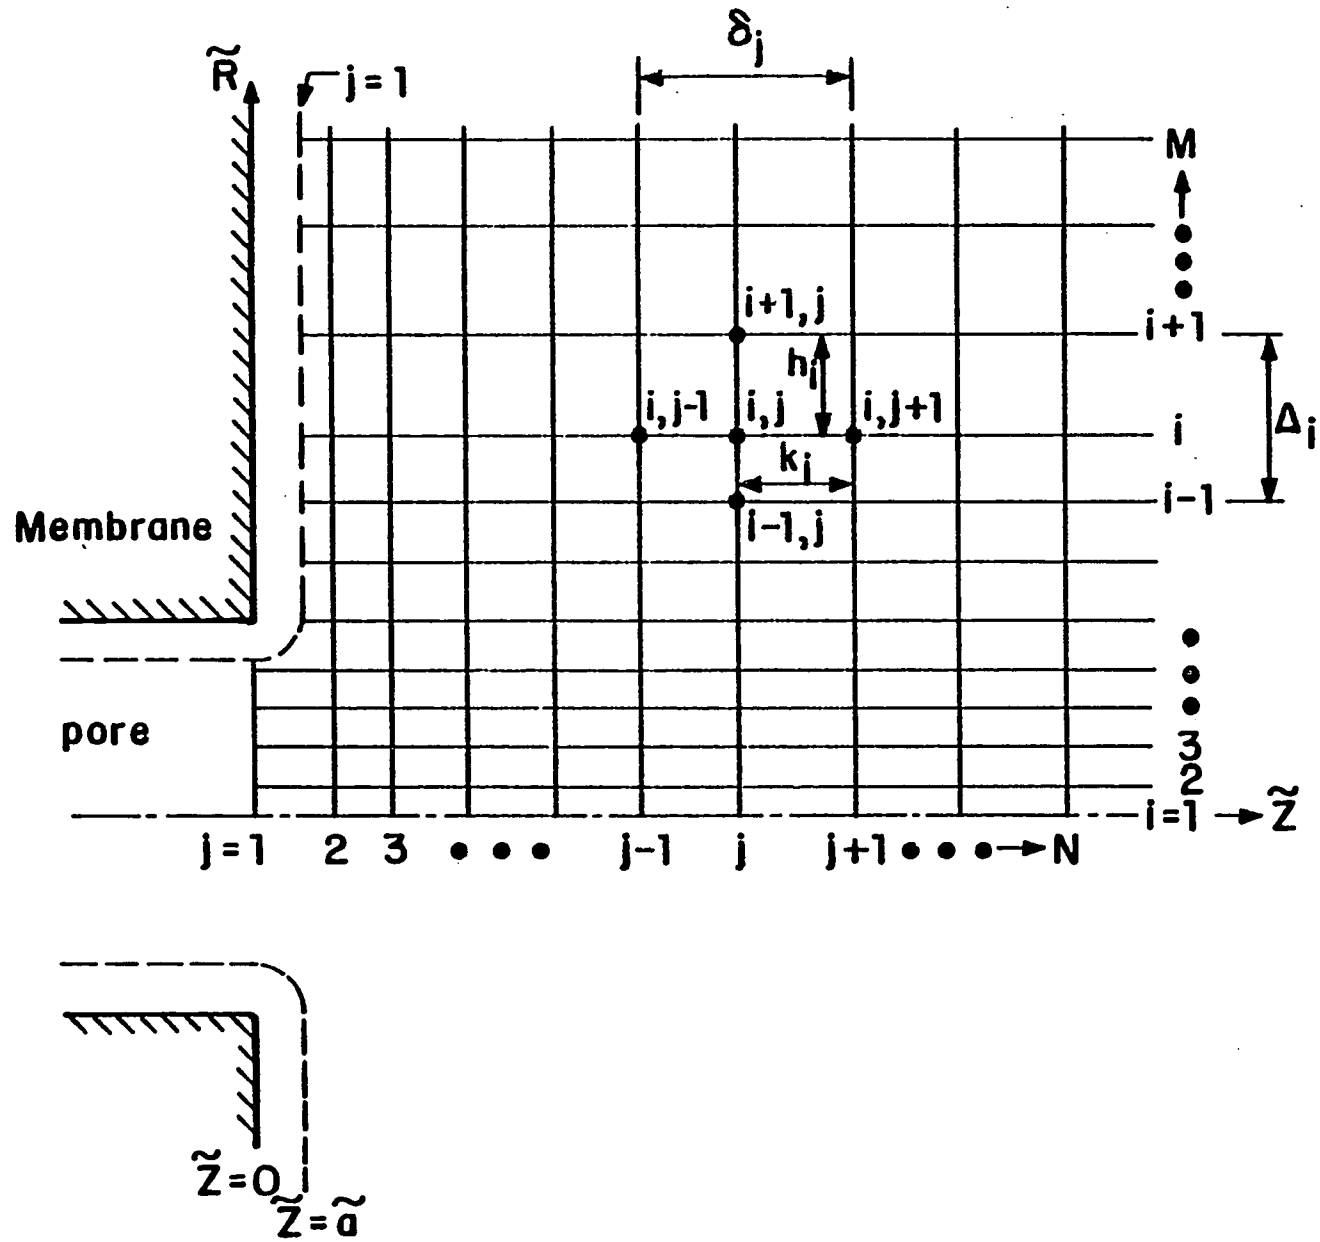 δj
R̃
j=1
M
i+1,j
i+1
hi
i,j-1
i,j
i,j+1
i
Δi
kj
i-1
i-1,j
Membrane
pore
3
2
i=1
Z̃
j=1
2
3
j-1
j
j+1
N
Z̃=0
Z̃=ã